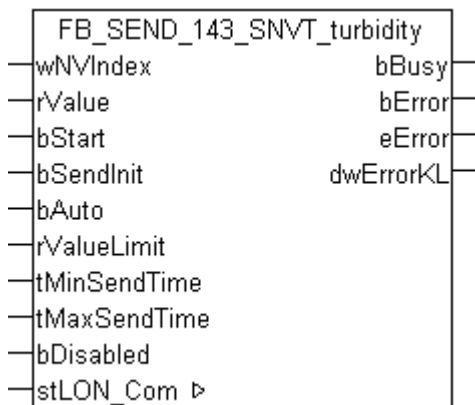 FB_SEND_143_SNVT_turbidity
wNVIndex bBusy
rValue bError
bStart eError
bSendInit dwErrorKL
bAuto
rValueLimit
tMinSendTime
tMaxSendTime
bDisabled
stLON_Com ▷